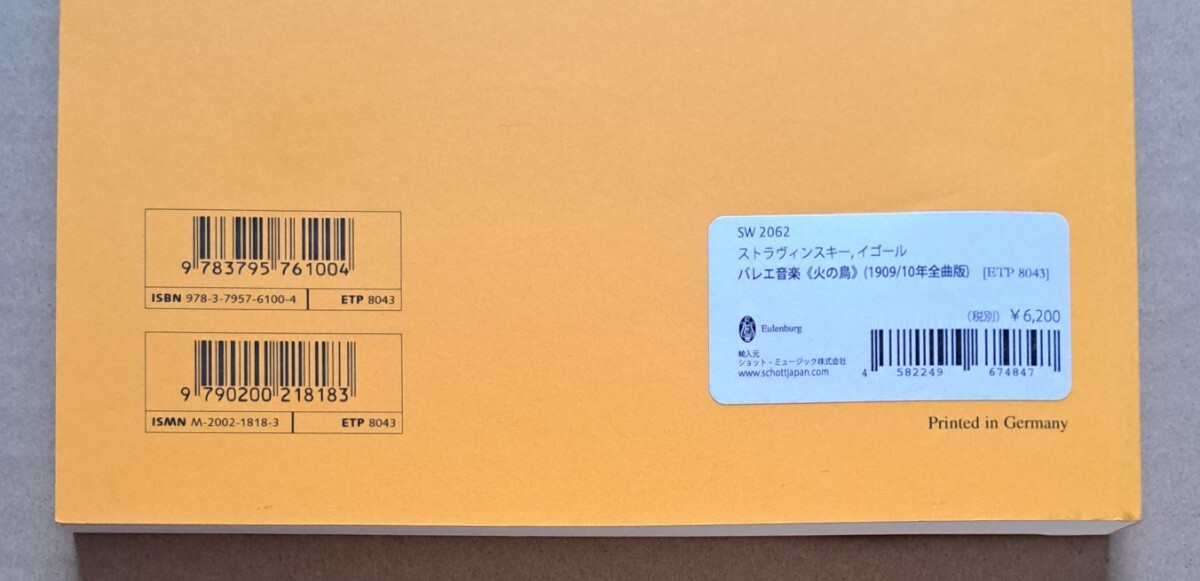 9 783795 761004
ISBN 978-3-7957-6100-4 ETP 8043
9 790200 218183
ISMN M-2002-1818-3 ETP 8043
SW 2062
ストラヴィンスキー, イゴール
バレエ音楽《火の鳥》(1909/10年全曲版) [ETP 8043]
(税別) ¥6,200
Eulenburg
輸入元
ショット・ミュージック株式会社
www.schottjapan.com
4 582249 674847
Printed in Germany